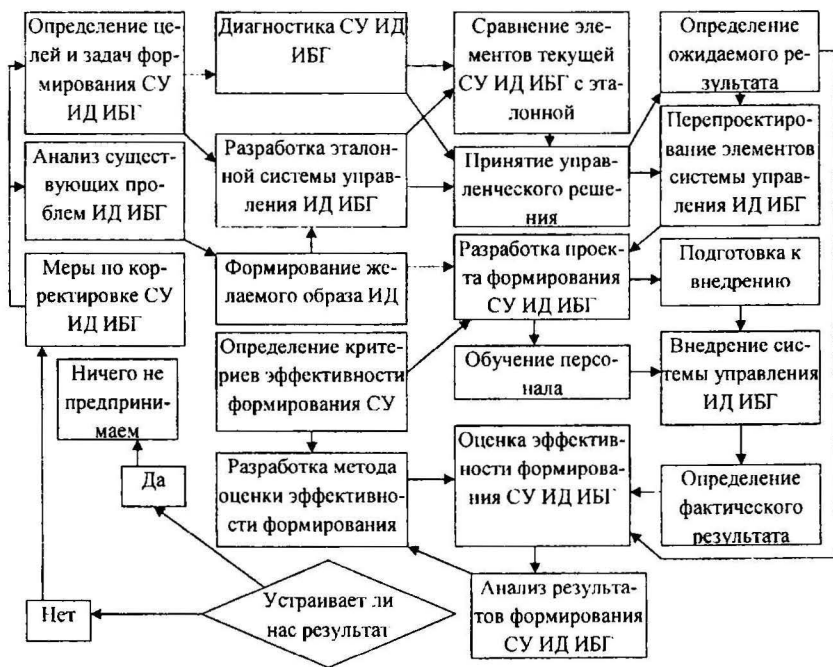 Определение це-
лей и задач фор-
мирования СУ
ИД ИБГ
Диагностика СУ ИД
ИБГ
Сравнение эле-
ментов текущей
СУ ИД ИБГ с эта-
лонной
Определение
ожидаемого ре-
зультата
Анализ сущест-
вующих про-
блем ИД ИБГ
Разработка эталон-
ной системы управ-
ления ИД ИБГ
Принятие управ-
ленческого реше-
ния
Перепроектиро-
вание элементов
системы управ-
ления ИД ИБГ
Меры по кор-
ректировке СУ
ИД ИБГ
Формирование же-
лаемого образа ИД
Разработка проек-
та формирования
СУ ИД ИБГ
Подготовка к
внедрению
Ничего не
предприни-
маем
Определение крите-
риев эффективности
формирования СУ
Обучение персо-
нала
Внедрение сис-
темы управления
ИД ИБГ
Да
Разработка метода
оценки эффективно-
сти формирования
Оценка эффектив-
ности формирова-
ния СУ ИД ИБГ
Определение
фактического
результата
Нет
Устраивает ли
нас результат
Анализ результа-
тов формирования
СУ ИД ИБГ